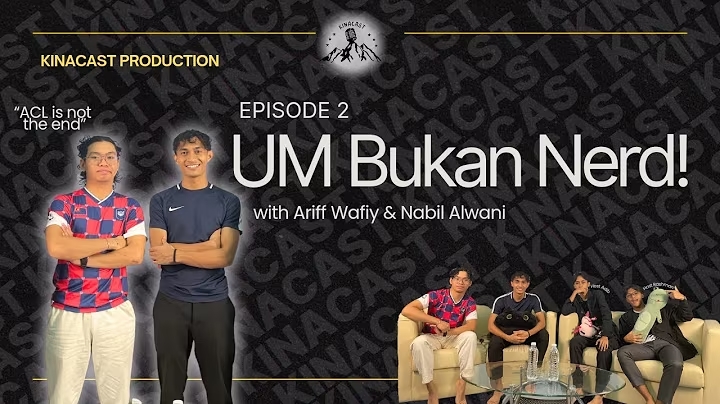 KINACAST
KINACAST PRODUCTION
“ACL is not
the end”
EPISODE 2
UM Bukan Nerd!
with Ariff Wafiy & Nabil Alwani